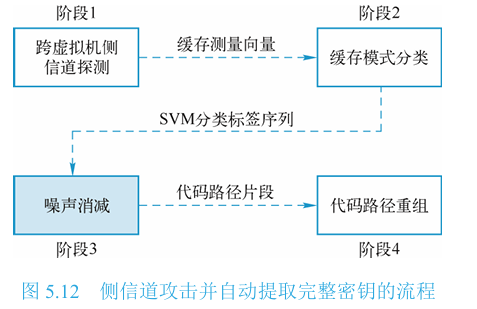 阶段1
阶段2
跨虚拟机侧
信道探测
缓存测量向量
缓存模式分类
SVM分类标签序列
噪声消减
代码路径片段
代码路径重组
阶段3
阶段4
图 5.12 侧信道攻击并自动提取完整密钥的流程